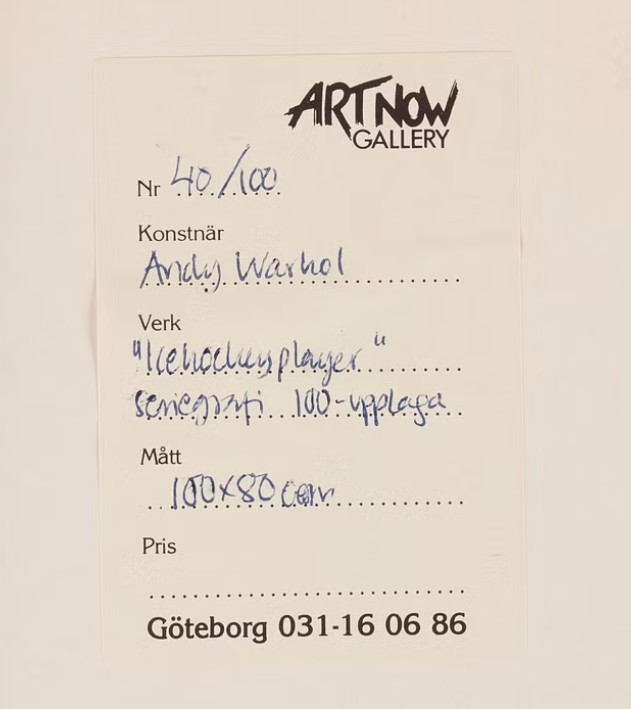 ART NOW
GALLERY
Nr 40/100
Konstnär
Andy Warhol
Verk
"Icehockeyplayer"
Seriegrafi 100-upplaga
Mått
100x80 cm
Pris
Göteborg 031-16 06 86